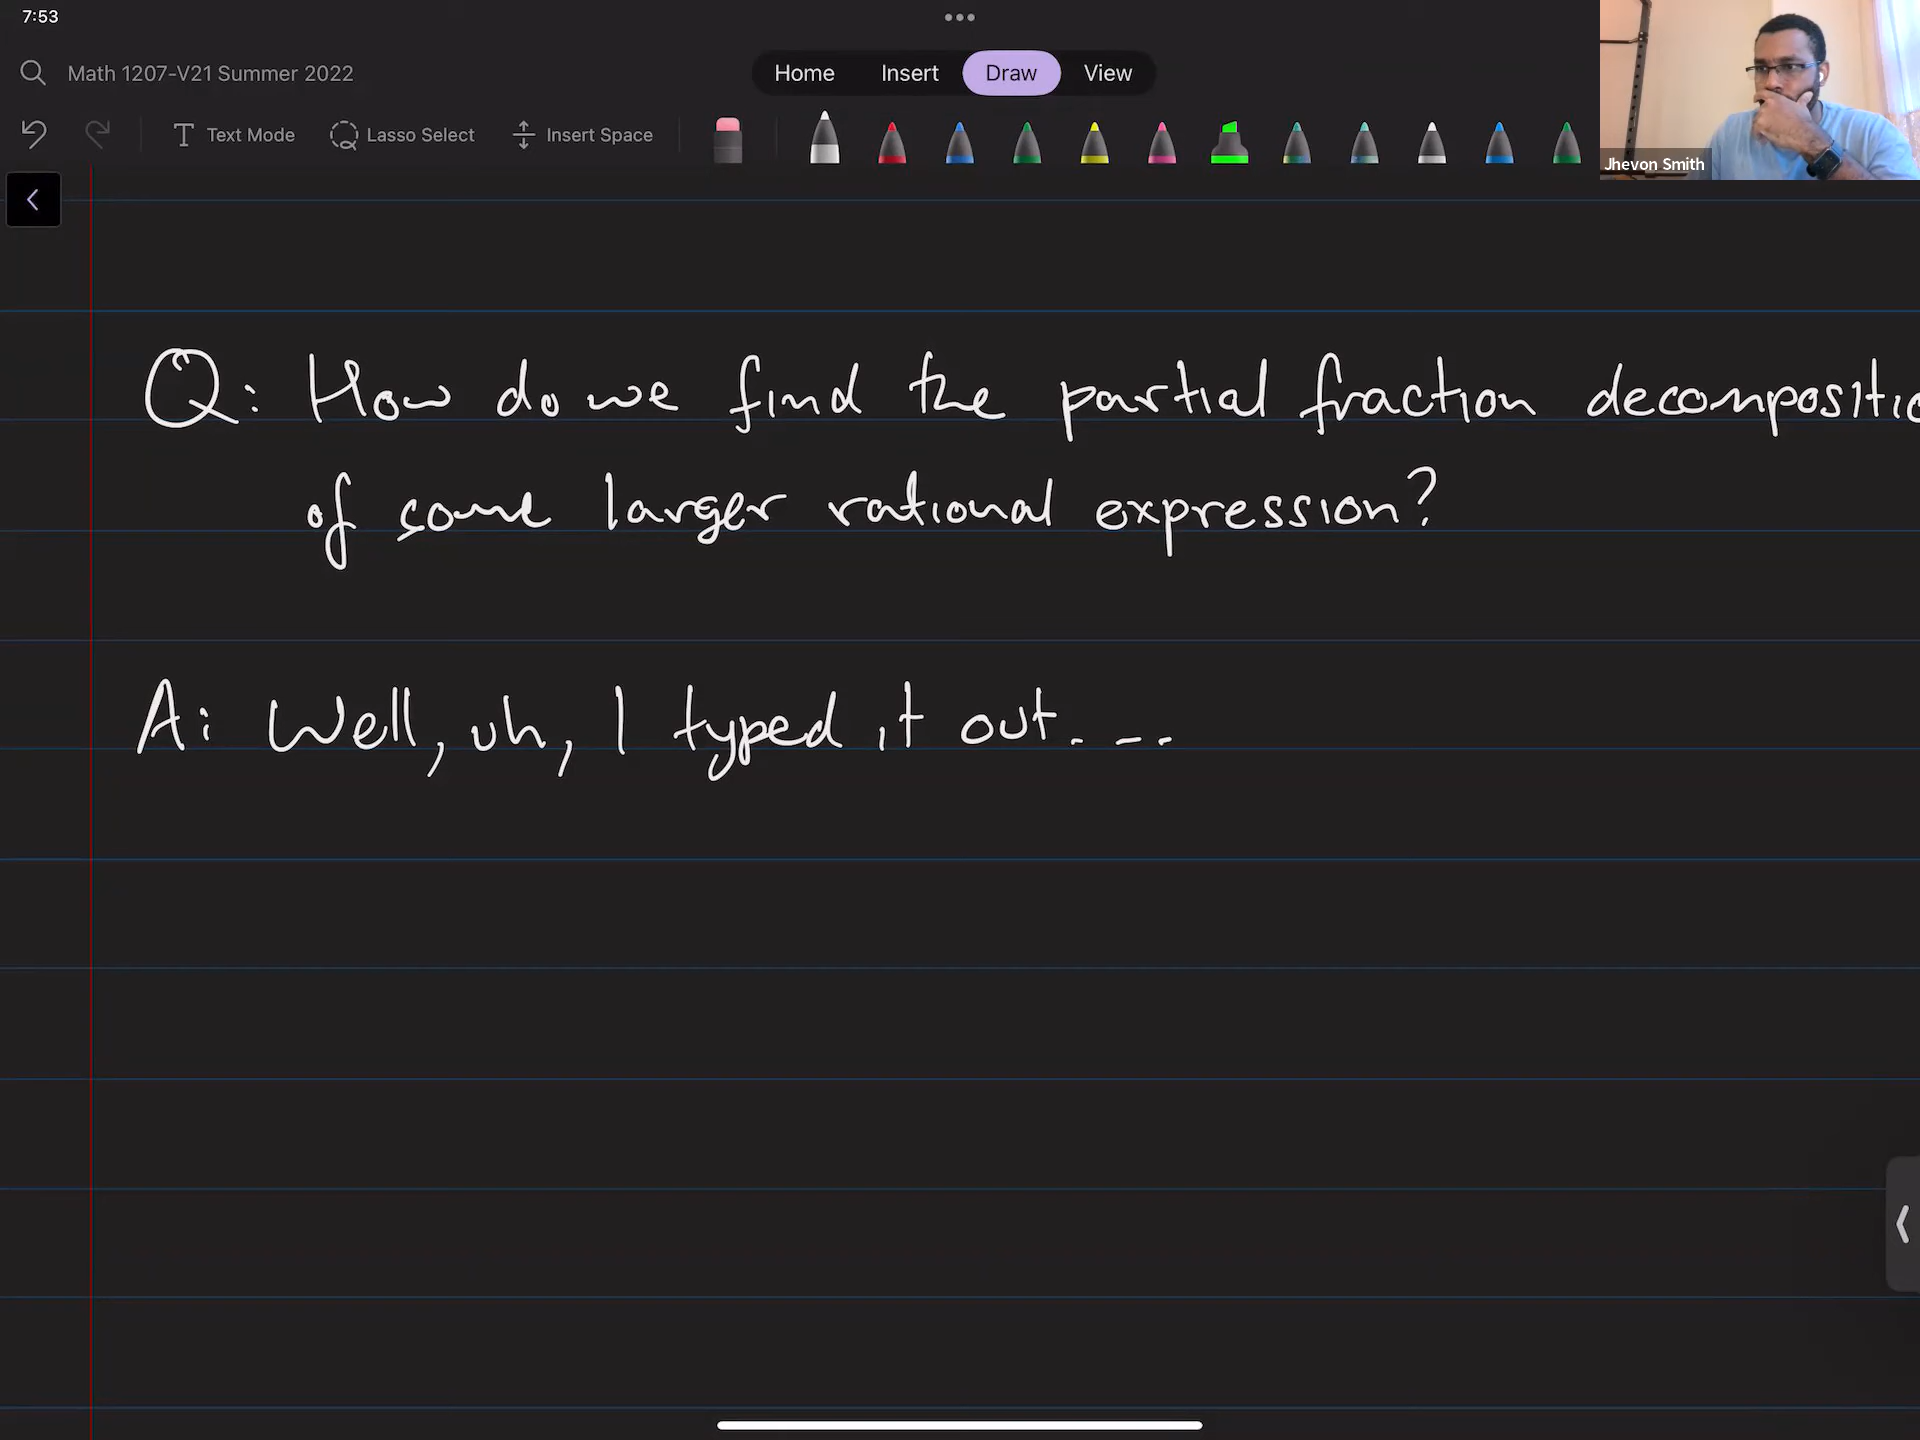 7:53
Math 1207-V21 Summer 2022
Home Insert Draw View
Text Mode Lasso Select Insert Space
Jhevon Smith
Q: How do we find the partial fraction decompositio
of some larger rational expression?
A: Well, uh, I typed it out...